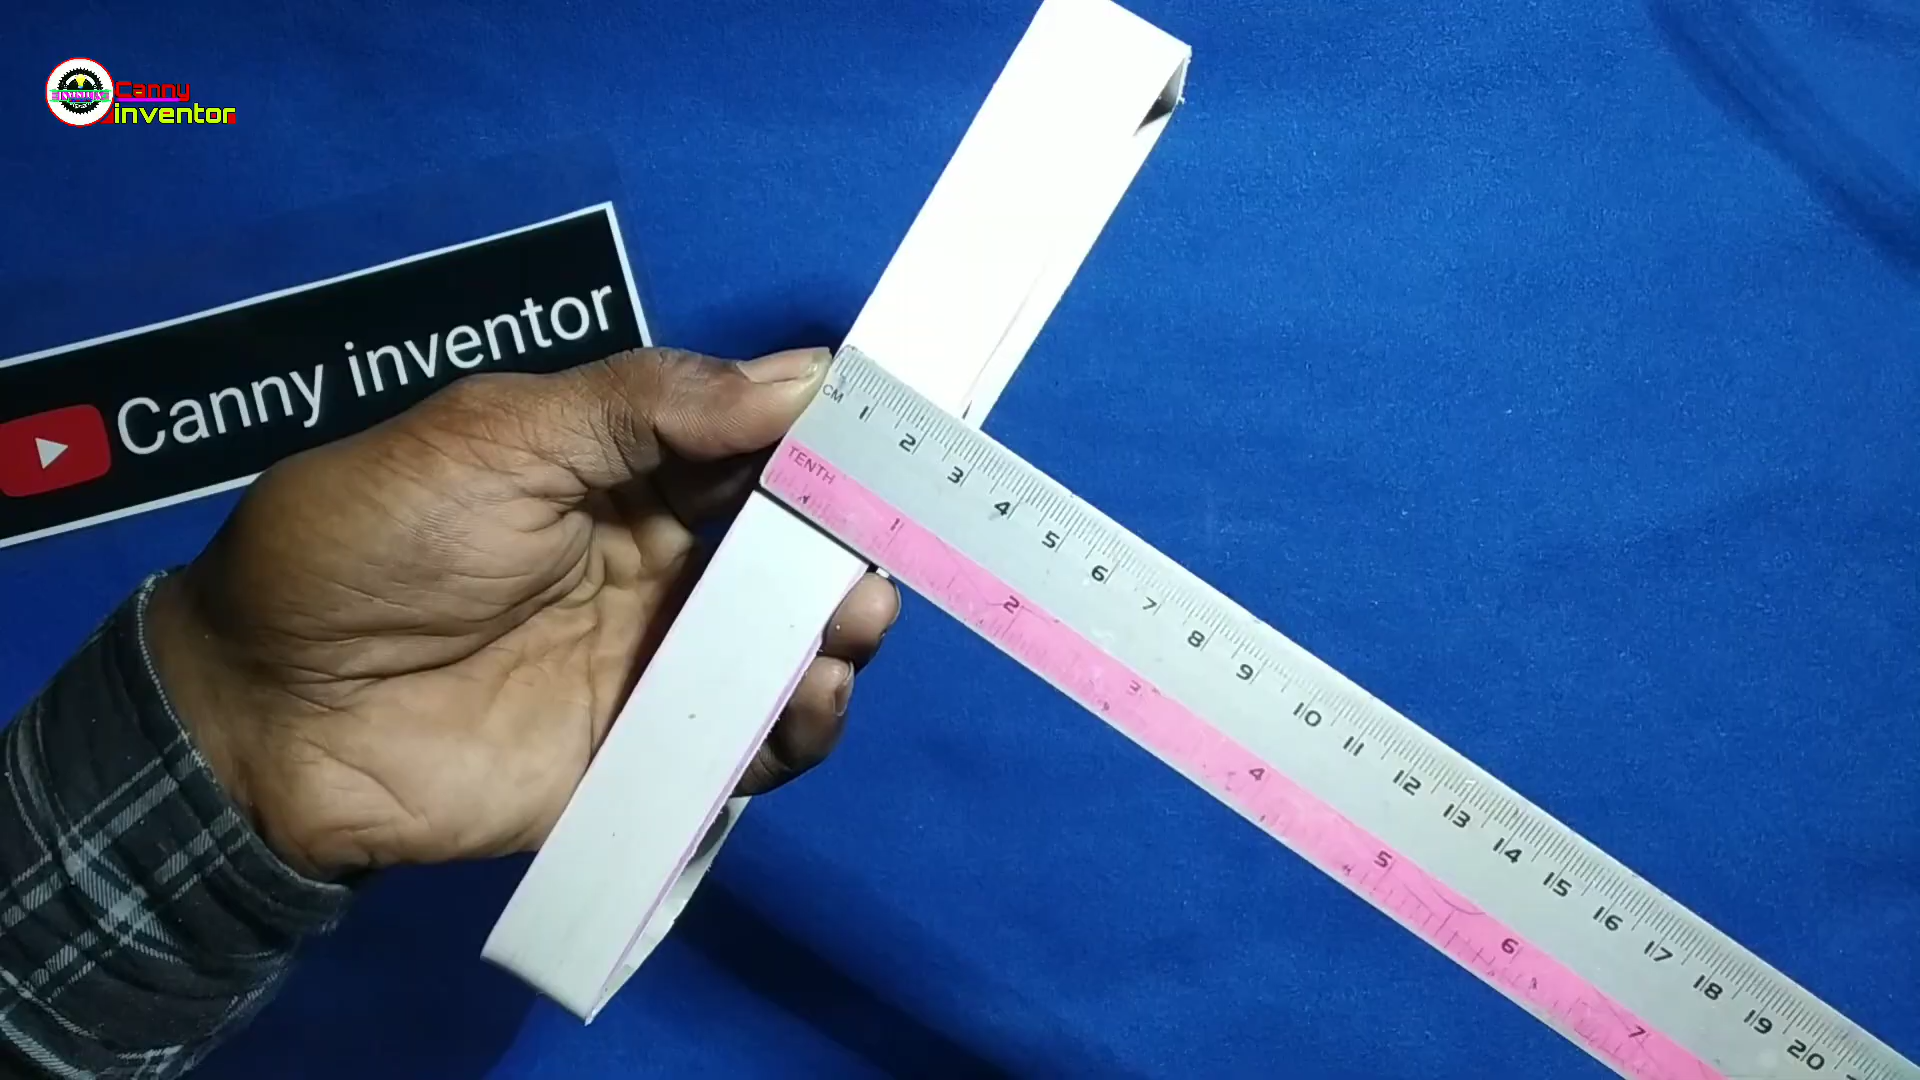 Canny
inventor
Canny inventor
CM
1 2 3 4 5 6 7 8 9 10 11 12 13 14 15 16 17 18 19 20
TENTH
1 2 3 4 5 6 7